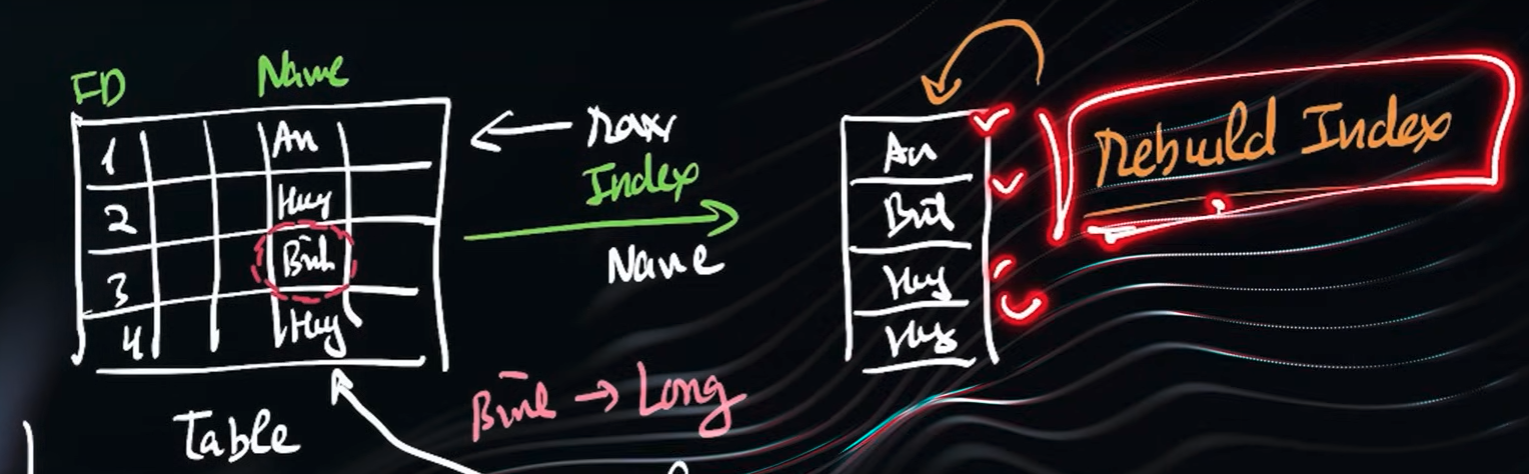 ID Name
1 An
2 Huy
3 Bình
4 Huy
Table
Row
Index
Name
Bình → Long
An
Bình
Huy
Huy
Rebuild Index